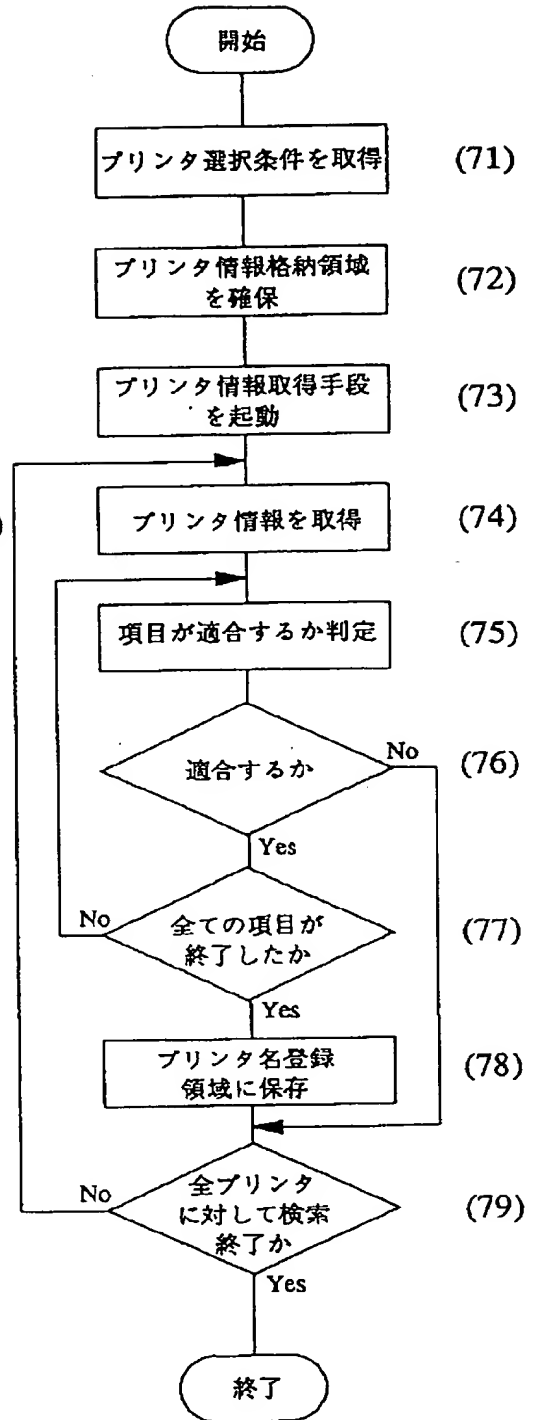 開始
プリンタ選択条件を取得
(71)
プリンタ情報格納領域
を確保
(72)
プリンタ情報取得手段
を起動
(73)
プリンタ情報を取得
(74)
)
項目が適合するか判定
(75)
適合するか
No
(76)
Yes
No
全ての項目が
終了したか
(77)
Yes
プリンタ名登録
領域に保存
(78)
No
全プリンタ
に対して検索
終了か
(79)
Yes
終了